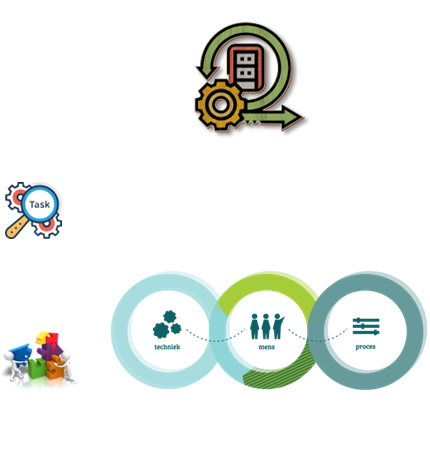 Task
techniek
mens
proces